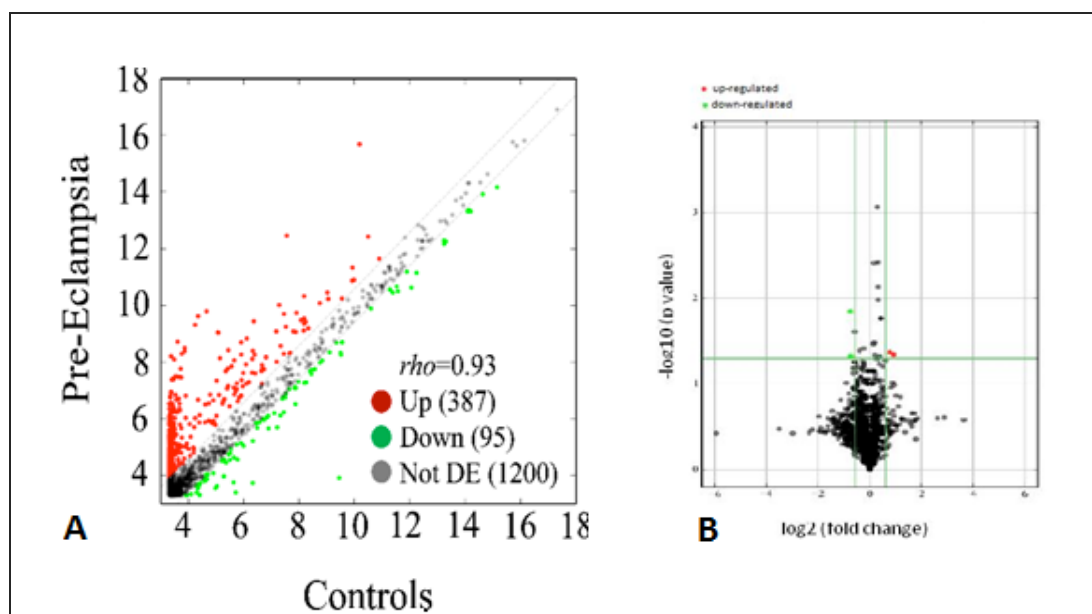 18
16
14
12
10
8
6
4
Pre-Eclampsia
rho=0.93
Up (387)
Down (95)
Not DE (1200)
4 6 8 10 12 14 16 18
A
Controls
up-regulated
down-regulated
4
3
2
1
0
-log10 (p value)
-6 -4 -2 0 2 4 6
B
log2 (fold change)